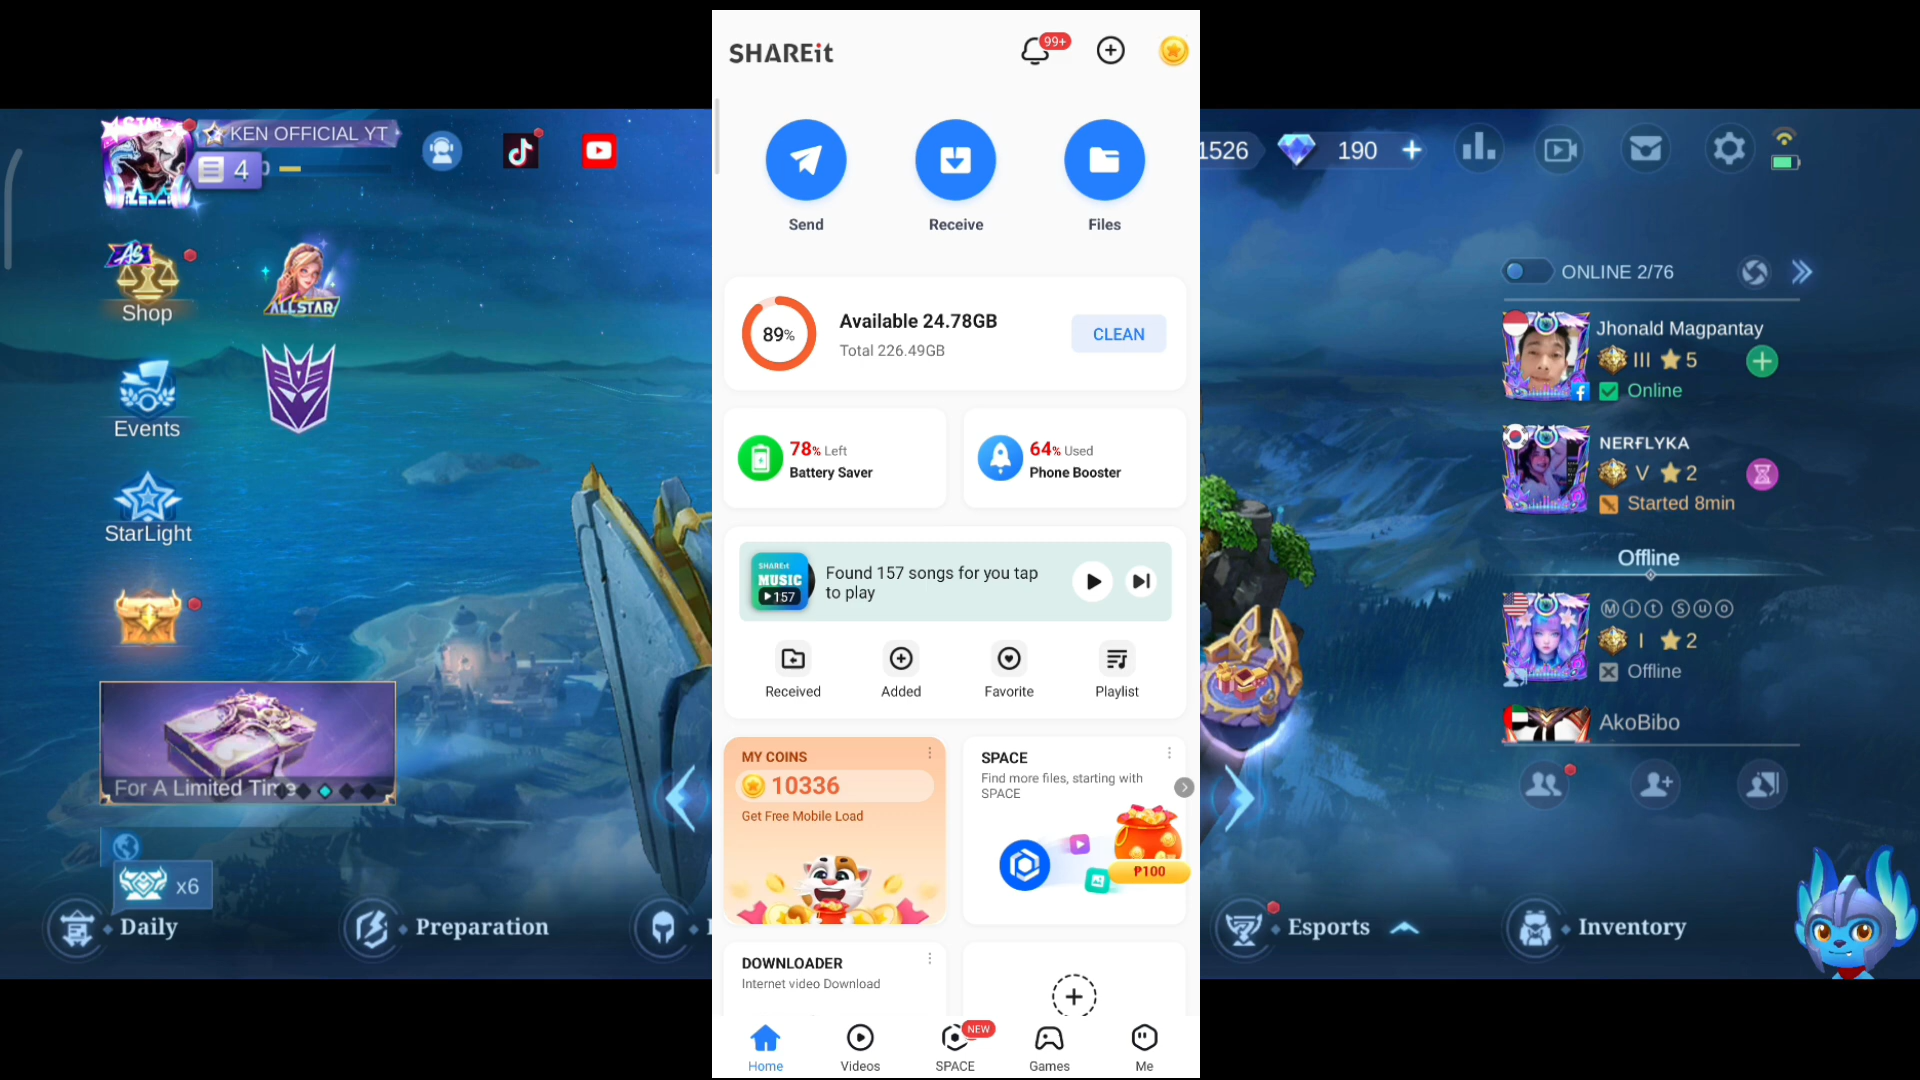 SHAREit
99+
Send
Receive
Files
89%
Available 24.78GB
Total 226.49GB
CLEAN
78% Left
Battery Saver
64% Used
Phone Booster
SHAREit
MUSIC
157
Found 157 songs for you tap
to play
Received
Added
Favorite
Playlist
MY COINS
10336
Get Free Mobile Load
SPACE
Find more files, starting with
SPACE
₱100
DOWNLOADER
Internet video Download
Home
Videos
NEW
SPACE
Games
Me
KEN OFFICIAL YT
4
AS
Shop
ALLSTAR
Events
StarLight
For A Limited Time
x6
Daily
Preparation
1526
190
ONLINE 2/76
Jhonald Magpantay
III 5
Online
NERFLYKA
V 2
Started 8min
Offline
Ⓜⓘⓣ Ⓢⓤⓞ
I 2
Offline
AkoBibo
Esports
Inventory